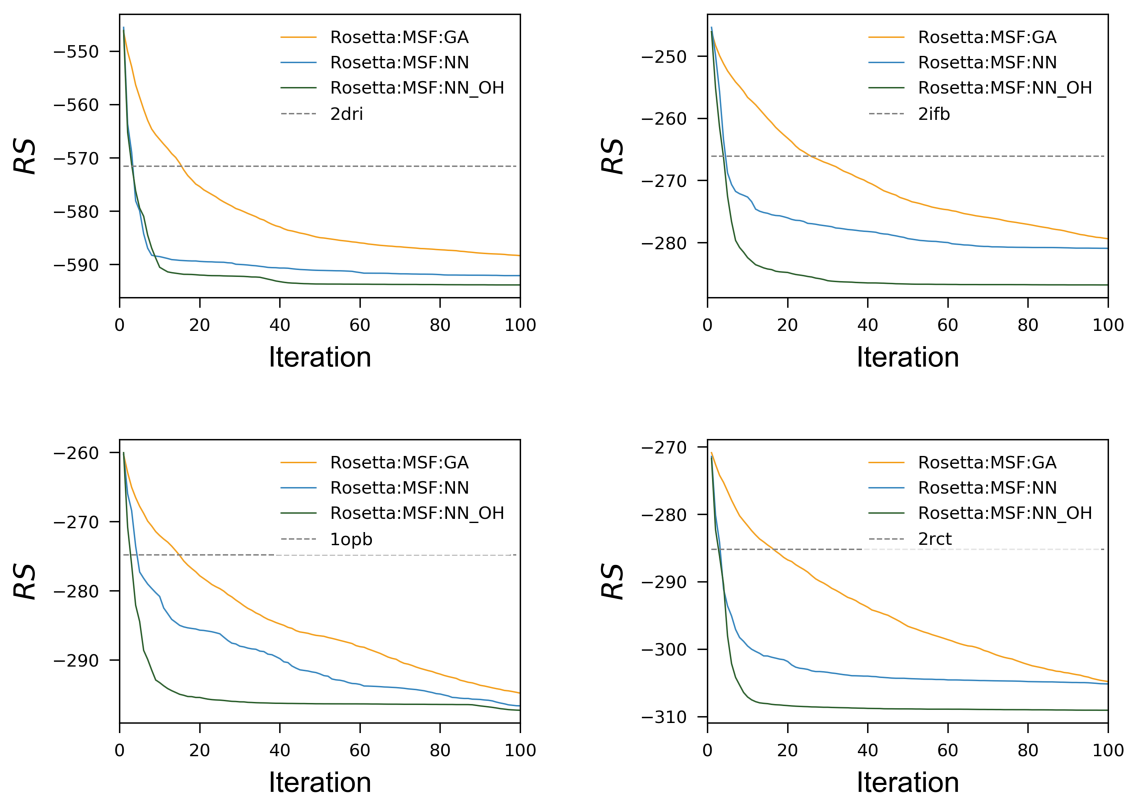 Rosetta:MSF:GA
Rosetta:MSF:NN
Rosetta:MSF:NN_OH
2dri
−550
−560
−570
−580
−590
RS
0 20 40 60 80 100
Iteration
Rosetta:MSF:GA
Rosetta:MSF:NN
Rosetta:MSF:NN_OH
2ifb
−250
−260
−270
−280
RS
0 20 40 60 80 100
Iteration
Rosetta:MSF:GA
Rosetta:MSF:NN
Rosetta:MSF:NN_OH
1opb
−260
−270
−280
−290
RS
0 20 40 60 80 100
Iteration
Rosetta:MSF:GA
Rosetta:MSF:NN
Rosetta:MSF:NN_OH
2rct
−270
−280
−290
−300
−310
RS
0 20 40 60 80 100
Iteration